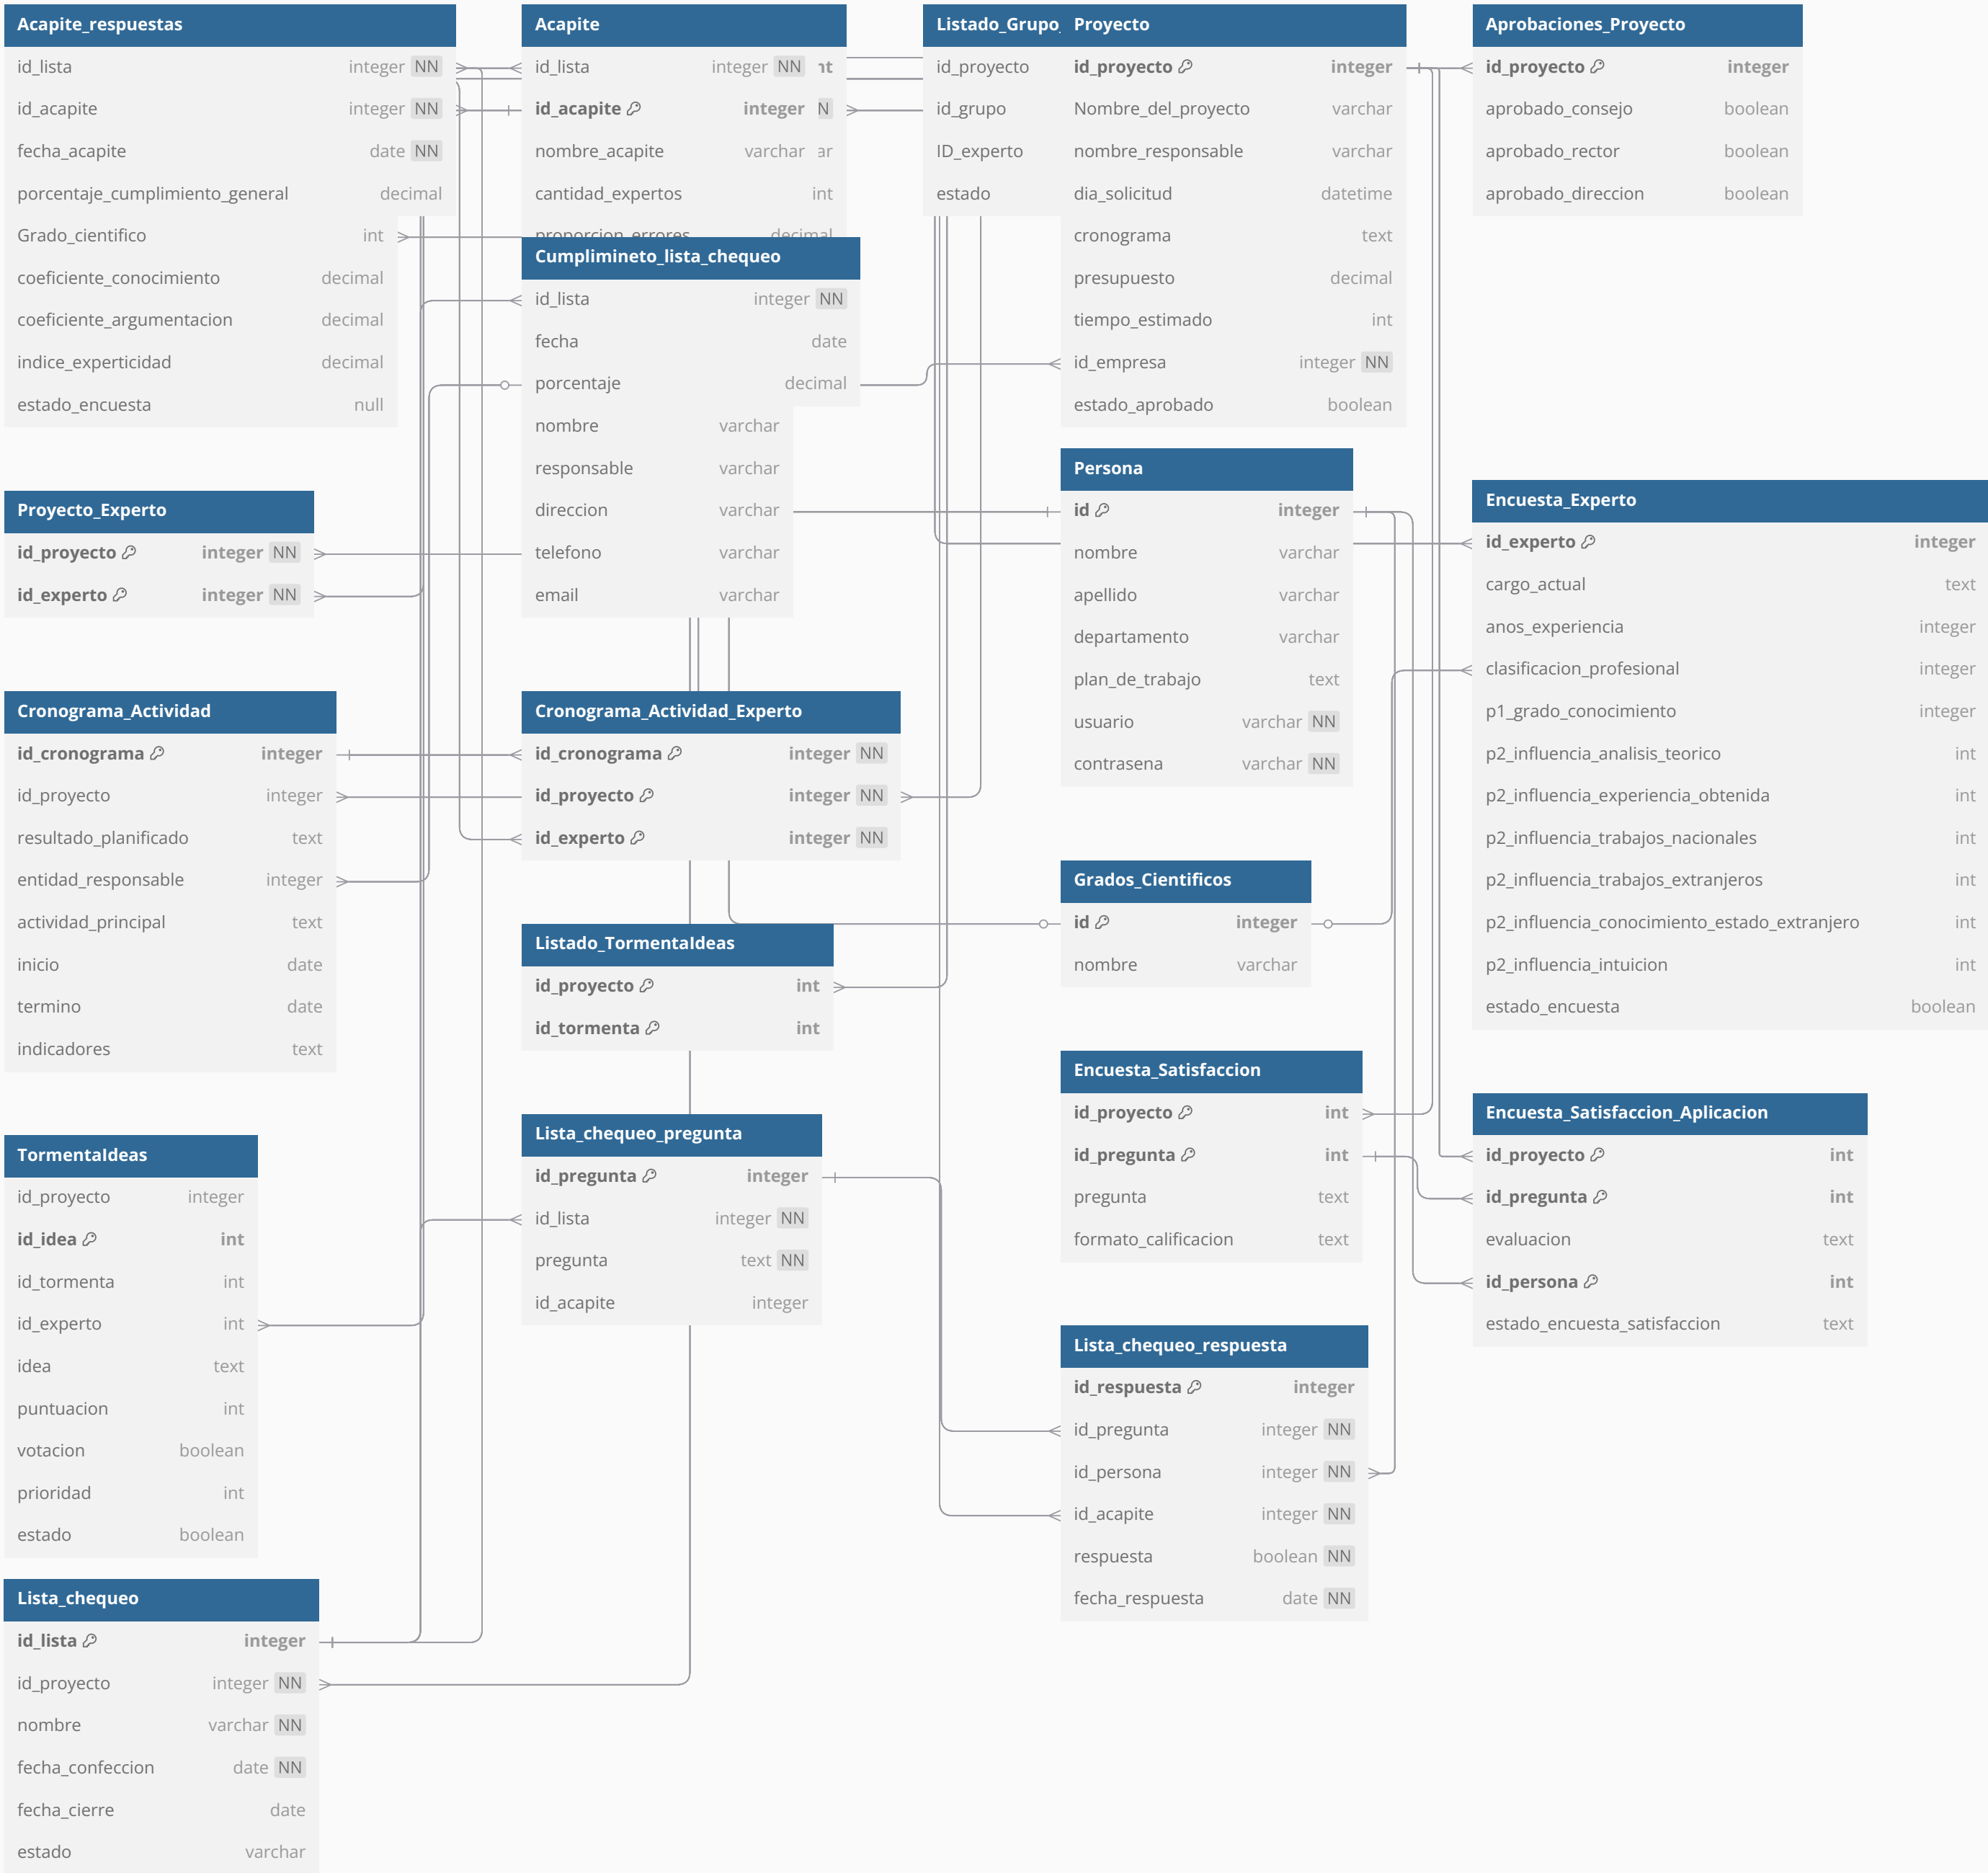 Acapite_respuestas
id_lista integer NN
id_acapite integer NN
fecha_acapite date NN
porcentaje_cumplimiento_general decimal
Grado_cientifico int
coeficiente_conocimiento decimal
coeficiente_argumentacion decimal
indice_experticidad decimal
estado_encuesta null
Proyecto_Experto
id_proyecto integer NN
id_experto integer NN
Cronograma_Actividad
id_cronograma integer
id_proyecto integer
resultado_planificado text
entidad_responsable integer
actividad_principal text
inicio date
termino date
indicadores text
TormentaIdeas
id_proyecto integer
id_idea int
id_tormenta int
id_experto int
idea text
puntuacion int
votacion boolean
prioridad int
estado boolean
Lista_chequeo
id_lista integer
id_proyecto integer NN
nombre varchar NN
fecha_confeccion date NN
fecha_cierre date
estado varchar
Acapite
id_lista integer NN
id_acapite integer
nombre_acapite varchar
cantidad_expertos int
proporcion_errores decimal
Cumplimineto_lista_chequeo
id_lista integer NN
fecha date
porcentaje decimal
nombre varchar
responsable varchar
direccion varchar
telefono varchar
email varchar
Cronograma_Actividad_Experto
id_cronograma integer NN
id_proyecto integer NN
id_experto integer NN
Listado_TormentaIdeas
id_proyecto int
id_tormenta int
Lista_chequeo_pregunta
id_pregunta integer
id_lista integer NN
pregunta text NN
id_acapite integer
Listado_Grupo_
id_proyecto
id_grupo
ID_experto
estado
Proyecto
id_proyecto integer
Nombre_del_proyecto varchar
nombre_responsable varchar
dia_solicitud datetime
cronograma text
presupuesto decimal
tiempo_estimado int
id_empresa integer NN
estado_aprobado boolean
Persona
id integer
nombre varchar
apellido varchar
departamento varchar
plan_de_trabajo text
usuario varchar NN
contrasena varchar NN
Grados_Cientificos
id integer
nombre varchar
Encuesta_Satisfaccion
id_proyecto int
id_pregunta int
pregunta text
formato_calificacion text
Lista_chequeo_respuesta
id_respuesta integer
id_pregunta integer NN
id_persona integer NN
id_acapite integer NN
respuesta boolean NN
fecha_respuesta date NN
Aprobaciones_Proyecto
id_proyecto integer
aprobado_consejo boolean
aprobado_rector boolean
aprobado_direccion boolean
Encuesta_Experto
id_experto integer
cargo_actual text
anos_experiencia integer
clasificacion_profesional integer
p1_grado_conocimiento integer
p2_influencia_analisis_teorico int
p2_influencia_experiencia_obtenida int
p2_influencia_trabajos_nacionales int
p2_influencia_trabajos_extranjeros int
p2_influencia_conocimiento_estado_extranjero int
p2_influencia_intuicion int
estado_encuesta boolean
Encuesta_Satisfaccion_Aplicacion
id_proyecto int
id_pregunta int
evaluacion text
id_persona int
estado_encuesta_satisfaccion text